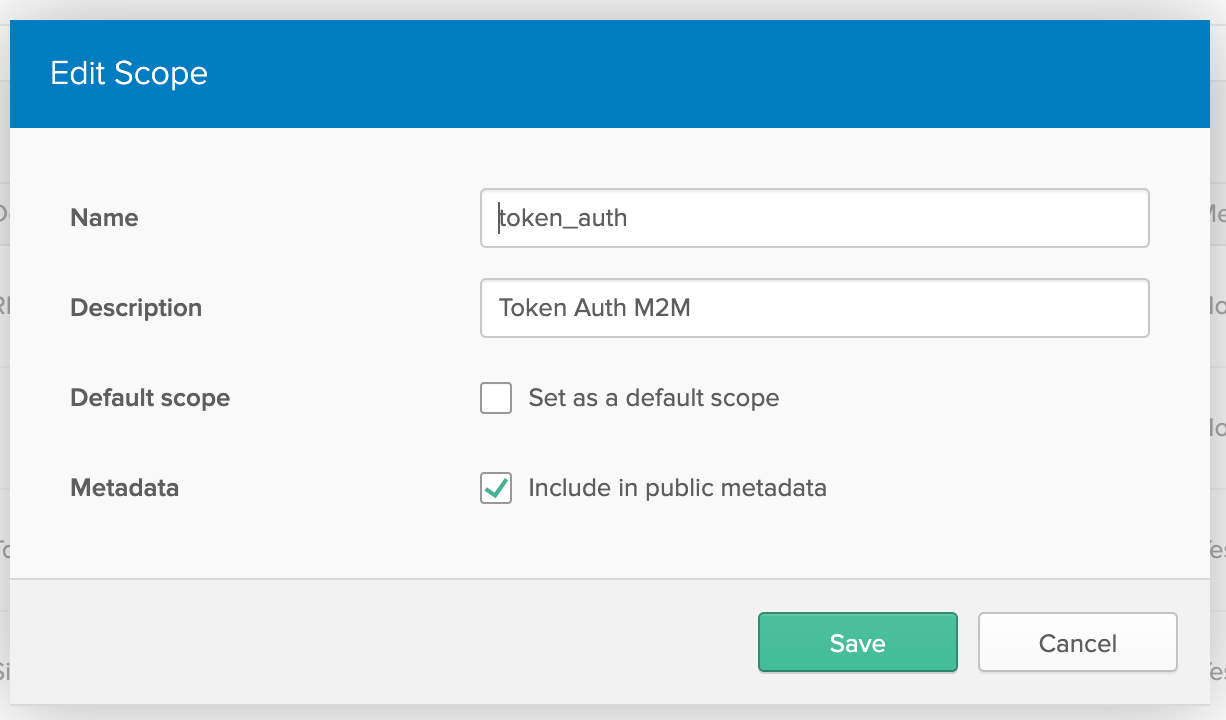 Edit Scope
Name
token_auth
Description
Token Auth M2M
Default scope
Set as a default scope
Metadata
Include in public metadata
Save
Cancel